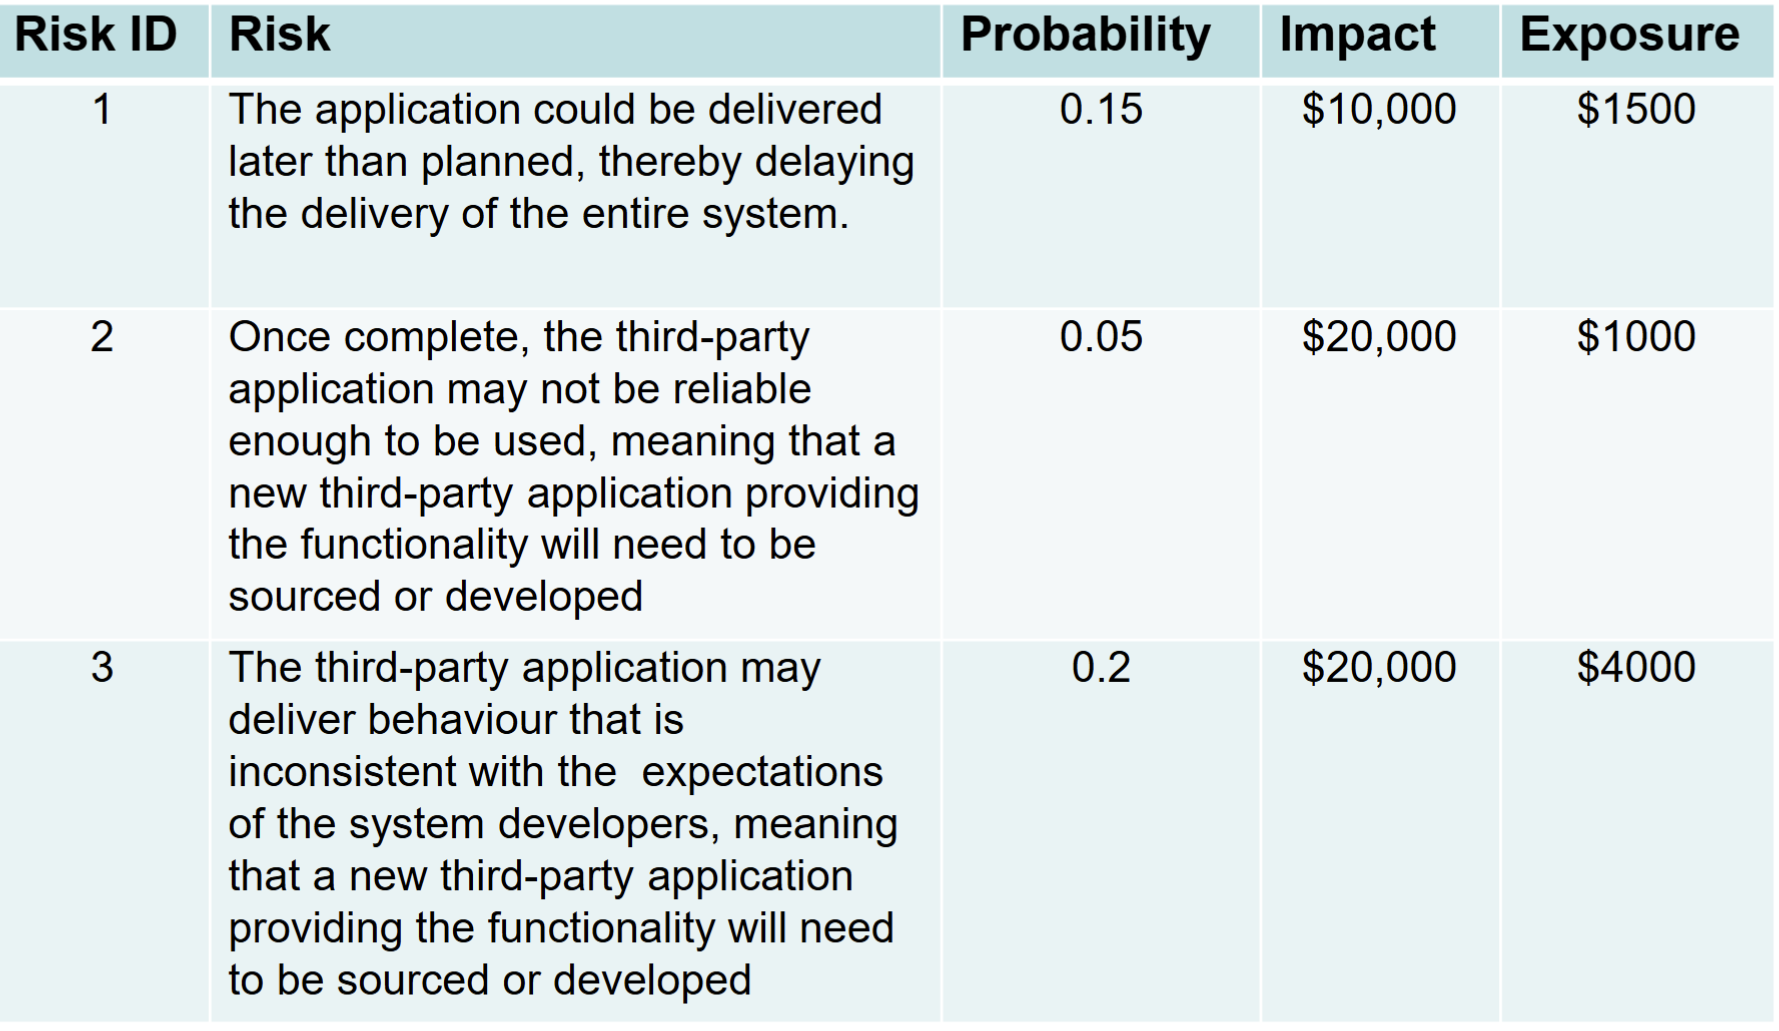 Risk ID Risk Probability Impact Exposure
1 The application could be delivered 0.15 $10,000 $1500
later than planned, thereby delaying
the delivery of the entire system.
2 Once complete, the third-party 0.05 $20,000 $1000
application may not be reliable
enough to be used, meaning that a
new third-party application providing
the functionality will need to be
sourced or developed
3 The third-party application may 0.2 $20,000 $4000
deliver behaviour that is
inconsistent with the  expectations
of the system developers, meaning
that a new third-party application
providing the functionality will need
to be sourced or developed